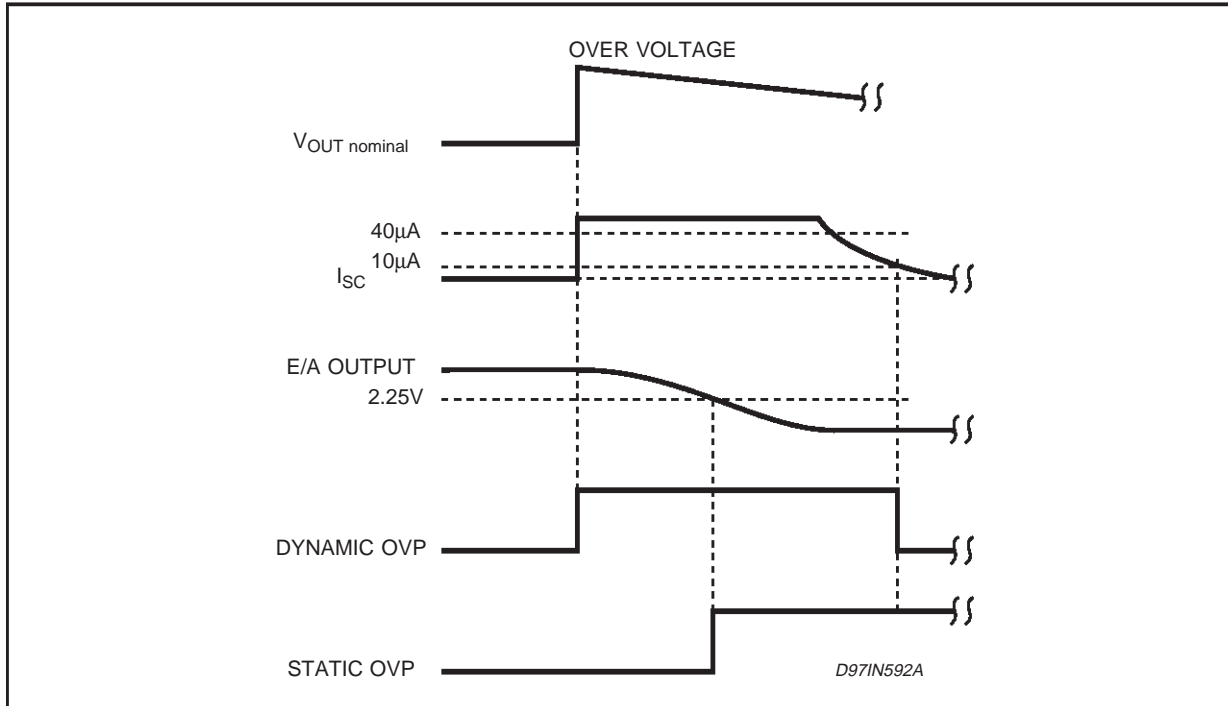 OVER VOLTAGE
VOUT nominal
40µA
10µA
ISC
E/A OUTPUT
2.25V
DYNAMIC OVP
STATIC OVP
D97IN592A